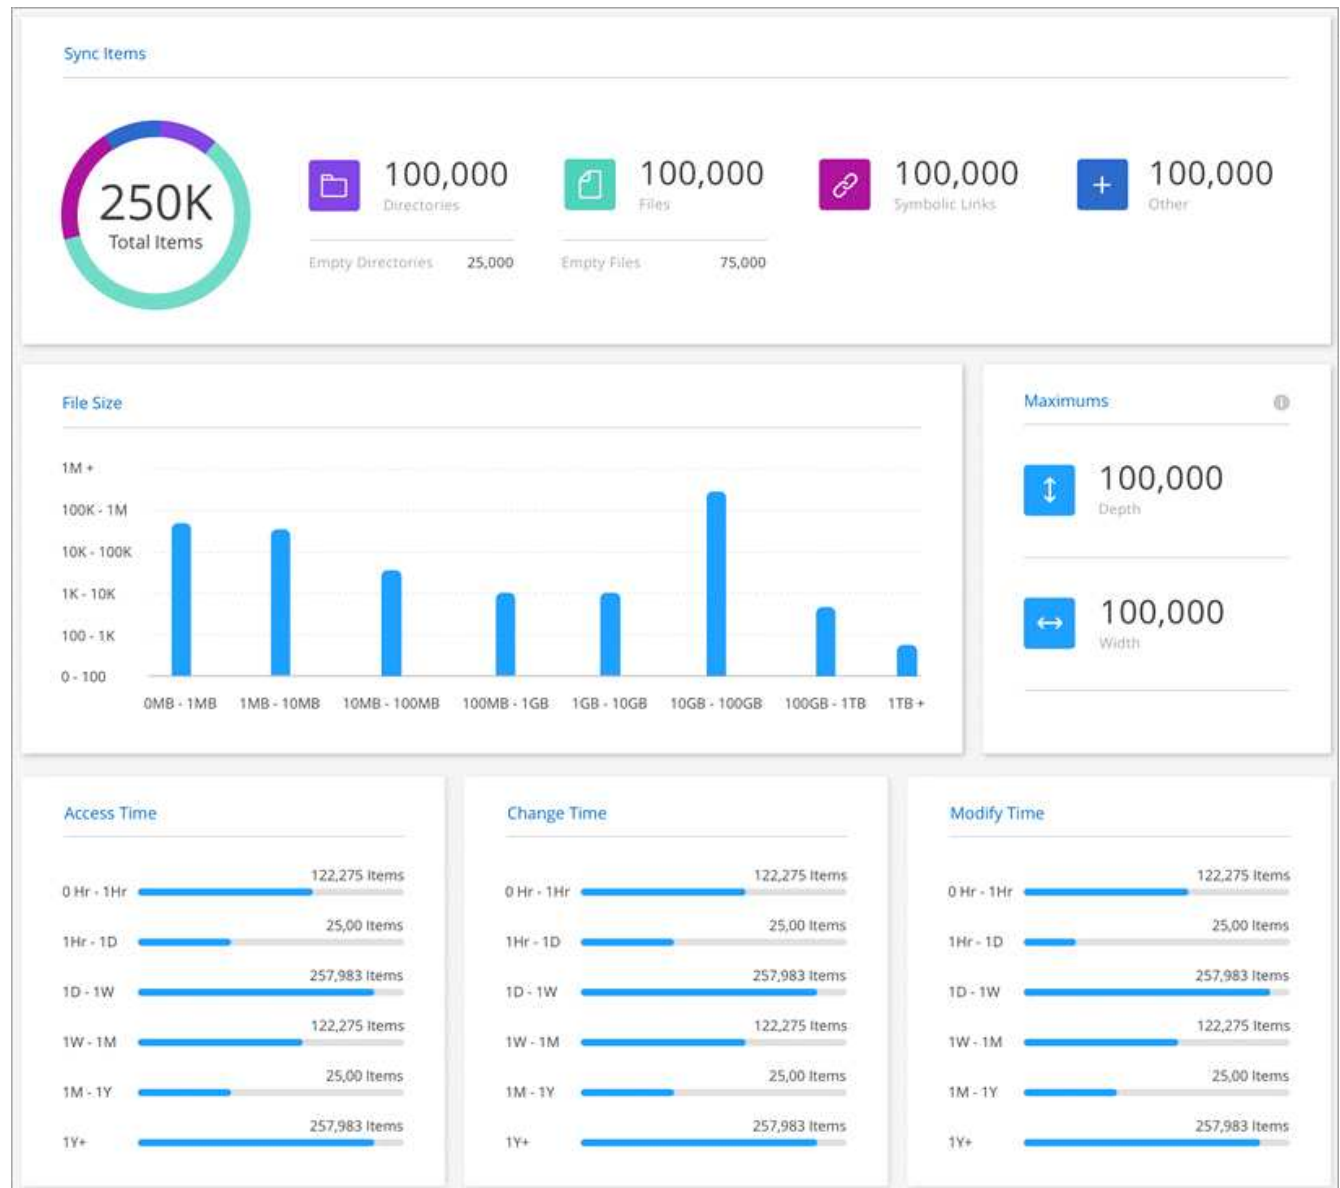 Sync Items
250K
Total Items
100,000
Directories
Empty Directories 25,000
100,000
Files
Empty Files 75,000
100,000
Symbolic Links
100,000
Other
File Size
1M +
100K - 1M
10K - 100K
1K - 10K
100 - 1K
0 - 100
0MB - 1MB 1MB - 10MB 10MB - 100MB 100MB - 1GB 1GB - 10GB 10GB - 100GB 100GB - 1TB 1TB +
Maximums
100,000
Depth
100,000
Width
Access Time
122,275 Items
0 Hr - 1Hr
25,00 Items
1Hr - 1D
257,983 Items
1D - 1W
122,275 Items
1W - 1M
25,00 Items
1M - 1Y
257,983 Items
1Y+
Change Time
122,275 Items
0 Hr - 1Hr
25,00 Items
1Hr - 1D
257,983 Items
1D - 1W
122,275 Items
1W - 1M
25,00 Items
1M - 1Y
257,983 Items
1Y+
Modify Time
122,275 Items
0 Hr - 1Hr
25,00 Items
1Hr - 1D
257,983 Items
1D - 1W
122,275 Items
1W - 1M
25,00 Items
1M - 1Y
257,983 Items
1Y+